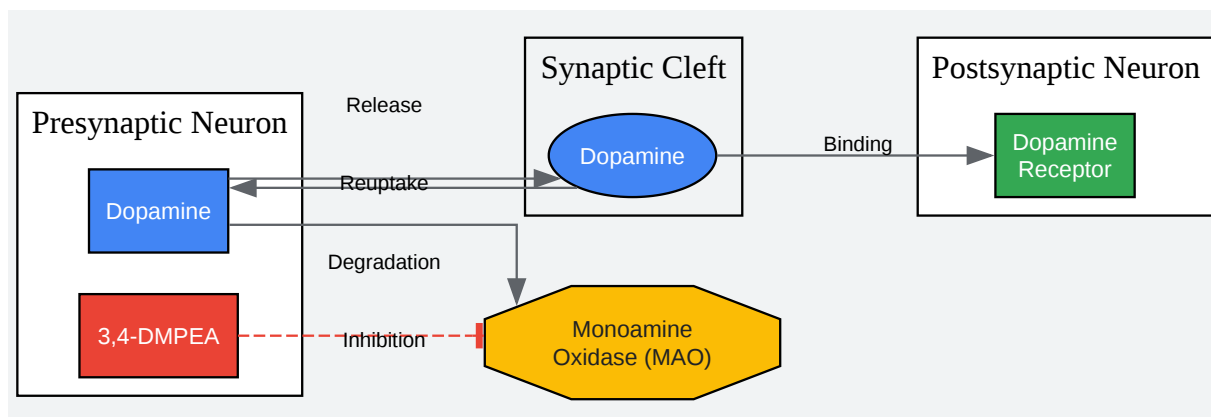 Synaptic Cleft
Postsynaptic Neuron
Presynaptic Neuron
Release
Dopamine
Binding
Dopamine
Receptor
Reuptake
Dopamine
Degradation
3,4-DMPEA
Inhibition
Monoamine
Oxidase (MAO)